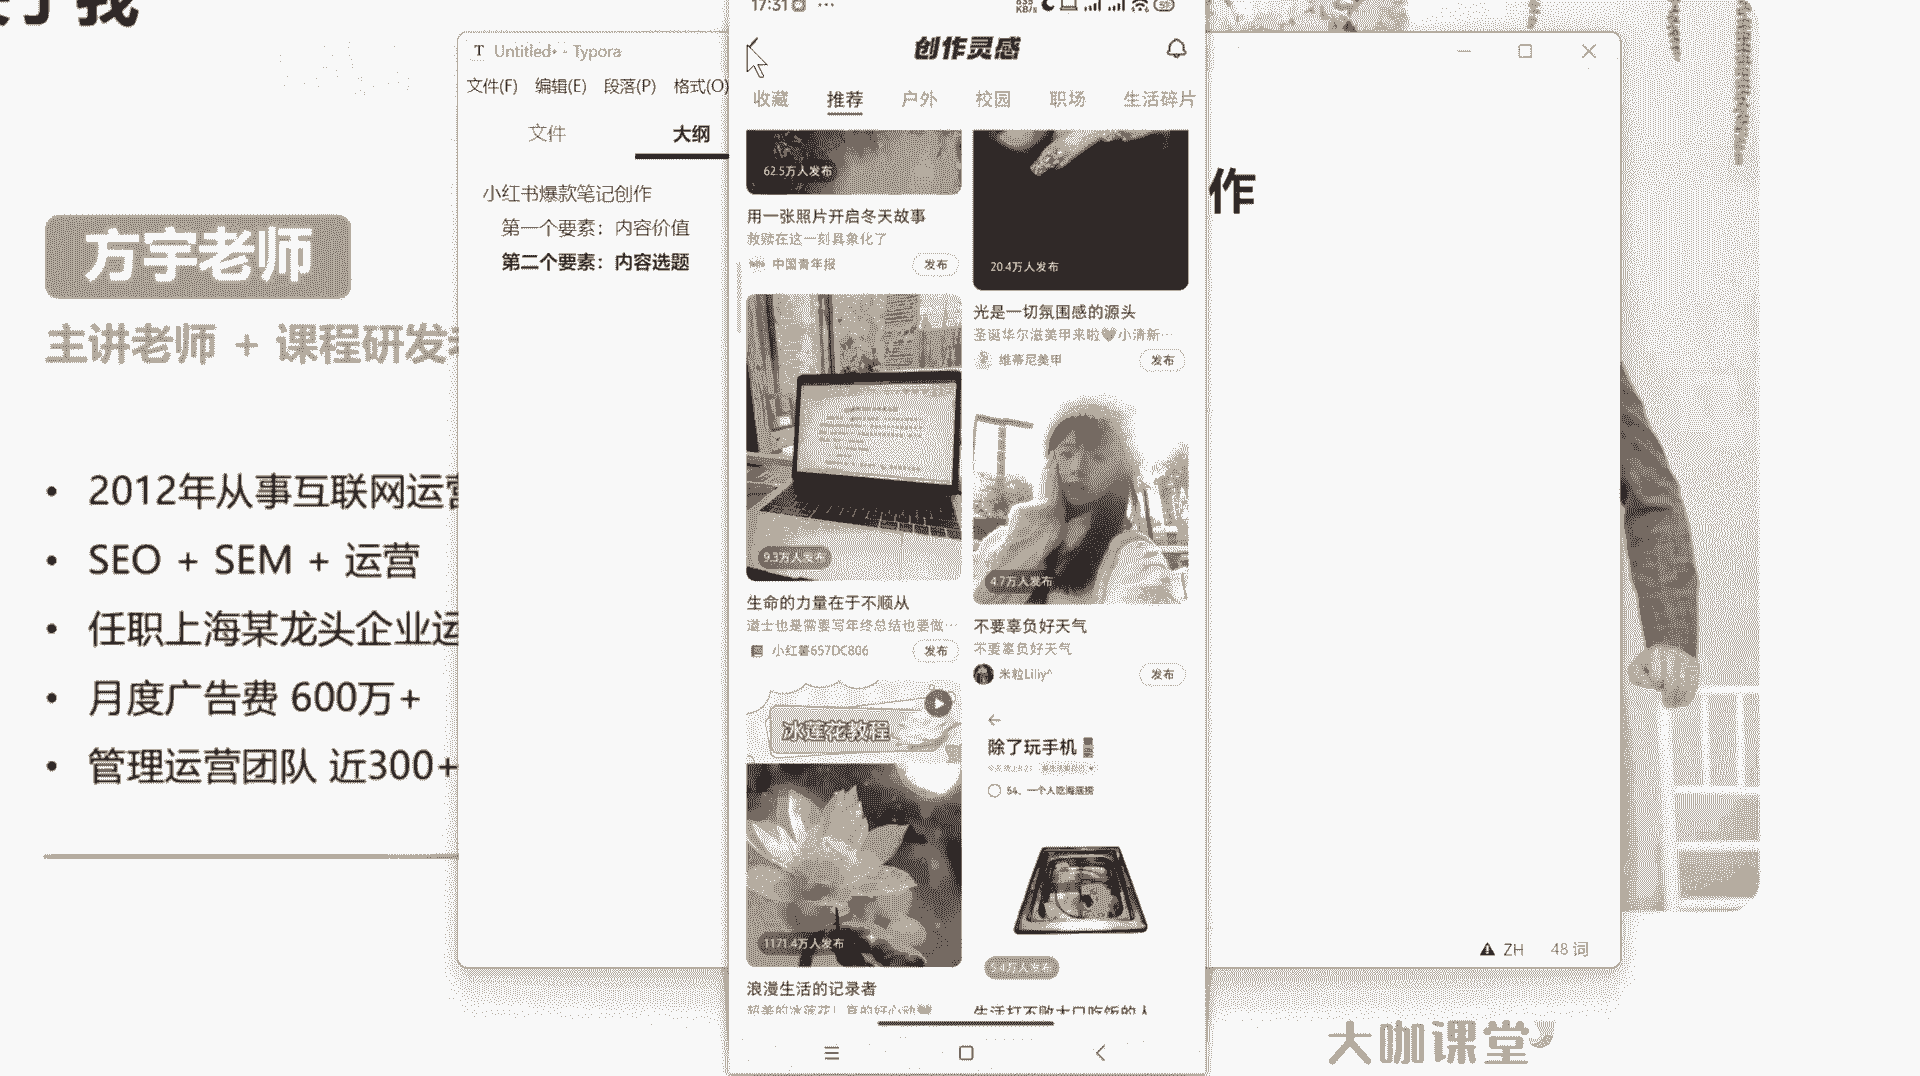 我
方宇老师
主讲老师 + 课程研发
2012年从事互联网运营
SEO + SEM + 运营
任职上海某龙头企业运
月度广告费 600万+
管理运营团队 近300+
Untitled• - Typora
文件(F) 编辑(E) 段落(P) 格式(O)
文件 大纲
小红书爆款笔记创作
第一个要素：内容价值
第二个要素：内容选题
作
ZH 48 词
17:31
KB/s
创作灵感
收藏 推荐 户外 校园 职场 生活碎片
62.5万人发布
用一张照片开启冬天故事
救赎在这一刻具象化了
中国青年报 发布
9.3万人发布
生命的力量在于不顺从
道士也是需要写年终总结也要做…
小红薯657DC806 发布
冰莲花教程
1171.4万人发布
浪漫生活的记录者
超美的冰莲花！真的好心动
20.4万人发布
光是一切氛围感的源头
圣诞华尔滋美甲来啦🖤小清新…
维蒂尼美甲 发布
4.7万人发布
不要辜负好天气
不要辜负好天气
米粒Liliy^ 发布
除了玩手机
54、一个人吃海底捞
5.4万人发布
生活打不败大口吃饭的人
大咖课堂